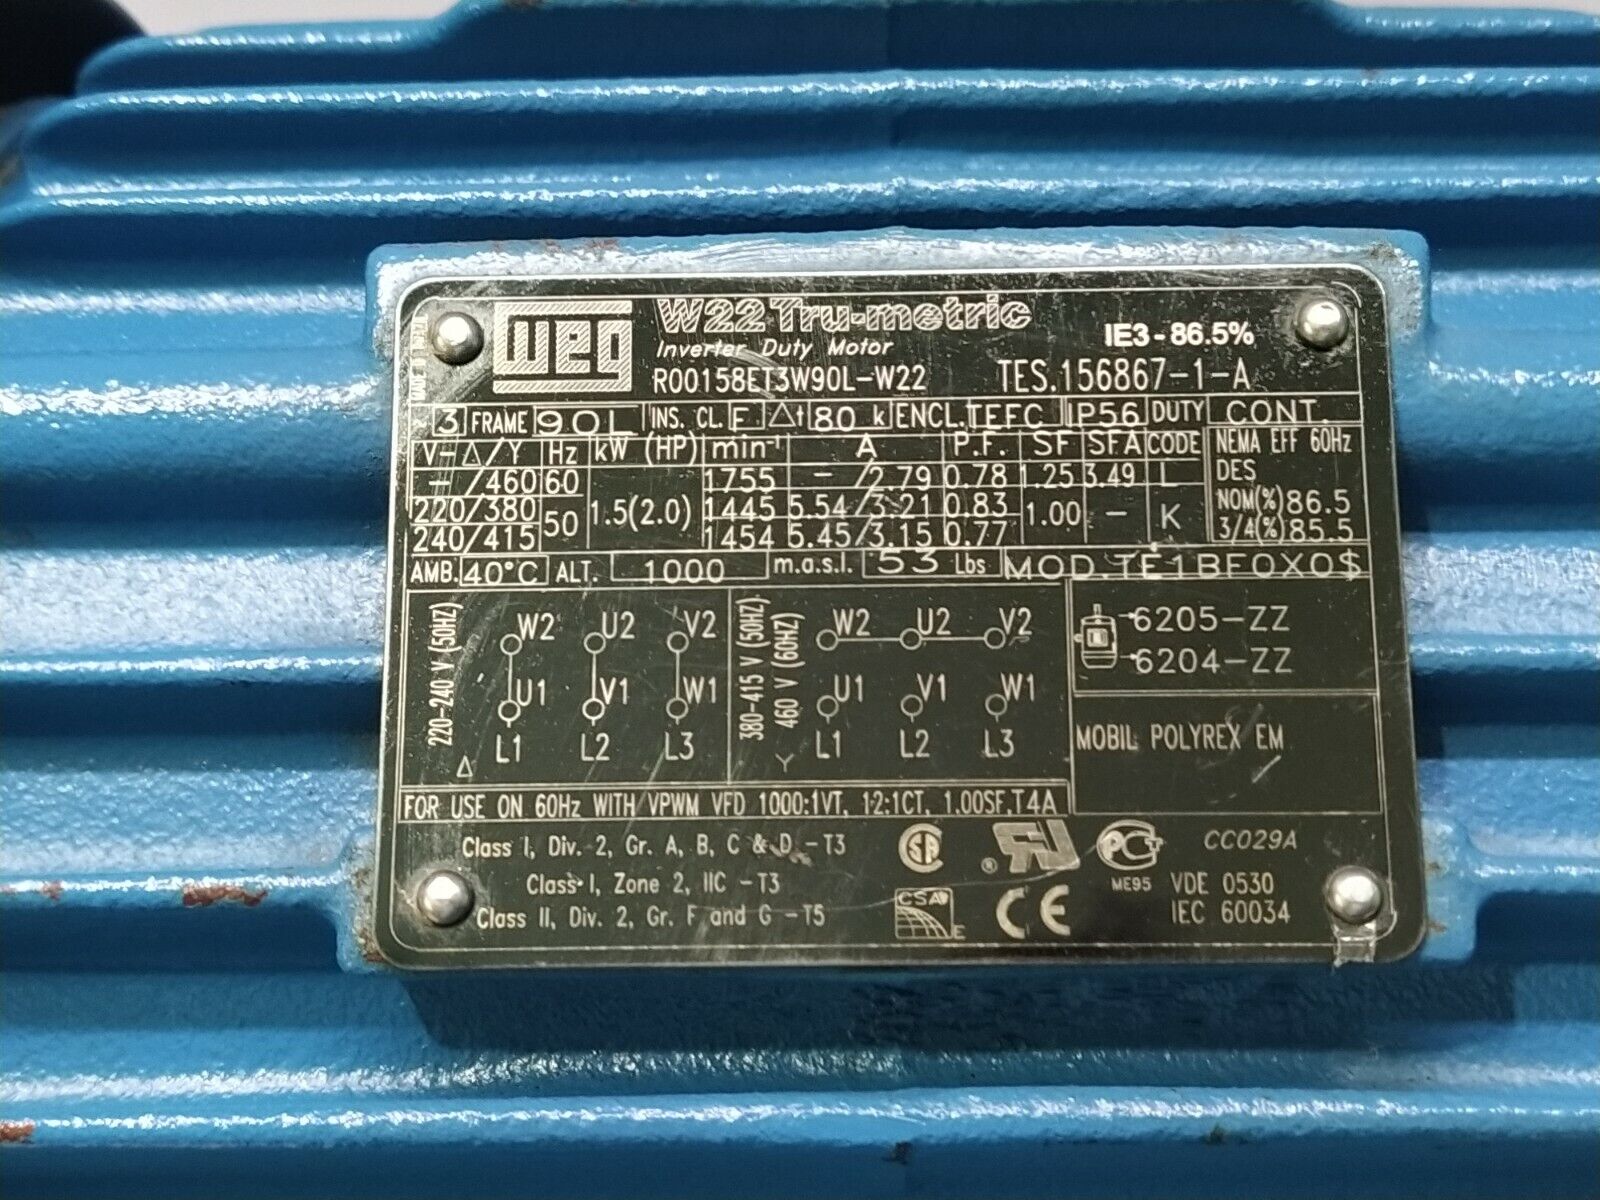 WEG
W22 Tru-metric
Inverter Duty Motor
IE3-86.5%
R00158ET3W90L-W22 TES.156867-1-A
~ 3 FRAME 90L INS. CL. F Δt 80 k ENCL. TEFC IP56 DUTY CONT.
V-Δ/Y Hz kW (HP) min⁻¹ A P.F. SF SFA CODE NEMA EFF 60Hz
-/460 60 1.5(2.0) 1755 -/2.79 0.78 1.25 3.49 L DES
220/380 50 1445 5.54/3.21 0.83 1.00 - K NOM(%)86.5
240/415 1454 5.45/3.15 0.77 3/4(%)85.5
AMB. 40°C ALT. 1000 m.a.s.l. 53 Lbs MOD.TE1BF0X0$
220-240 V (50HZ)
W2 U2 V2
U1 V1 W1
Δ L1 L2 L3
380-415 V (50HZ)
460 V (60HZ)
W2 U2 V2
U1 V1 W1
Y L1 L2 L3
6205-ZZ
6204-ZZ
MOBIL POLYREX EM
FOR USE ON 60Hz WITH VPWM VFD 1000:1VT, 12:1CT, 1.00SF,T4A
Class I, Div. 2, Gr. A, B, C & D -T3
Class I, Zone 2, IIC -T3
Class II, Div. 2, Gr. F and G -T5
SA
®
CSA
E
CE
PCT
ME95
CC029A
VDE 0530
IEC 60034